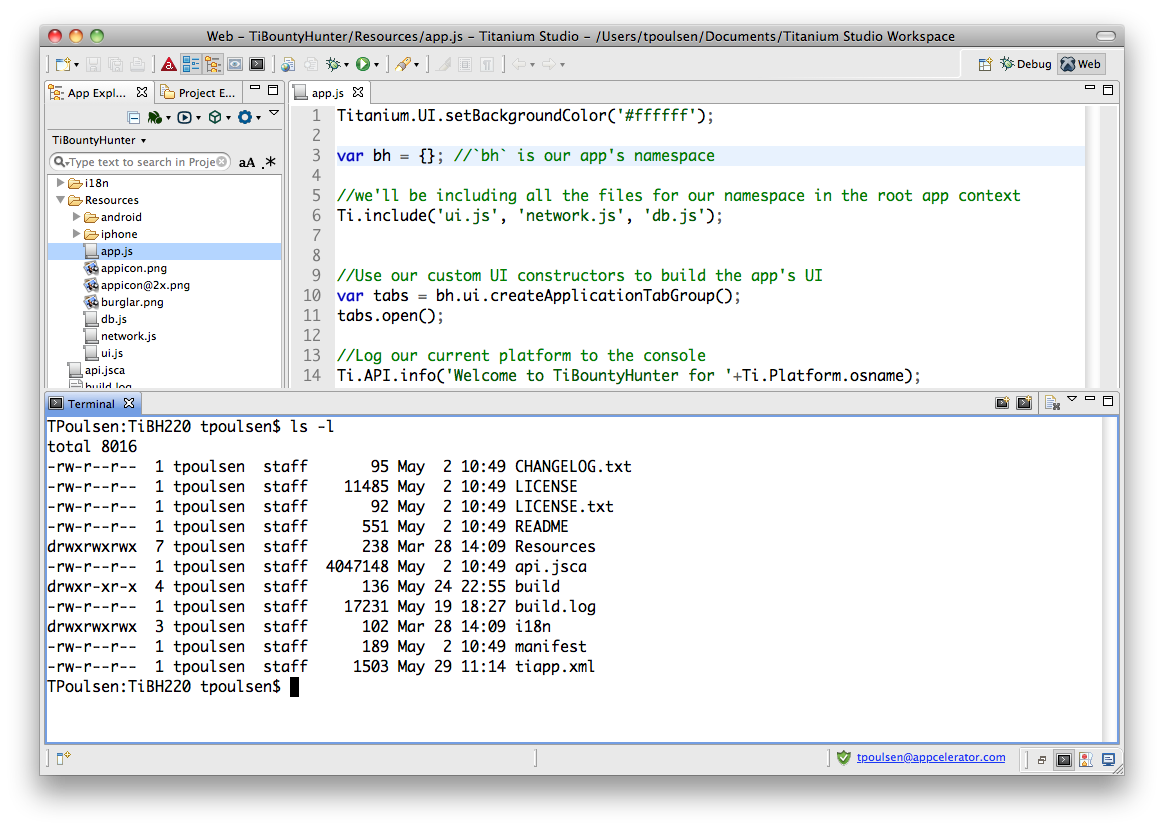 Web – TiBountyHunter/Resources/app.js – Titanium Studio – /Users/tpoulsen/Documents/Titanium Studio Workspace
Debug
Web
App Expl...
Project E...
TiBountyHunter
Type text to search in Proje
aA .*
i18n
Resources
android
iphone
app.js
appicon.png
appicon@2x.png
burglar.png
db.js
network.js
ui.js
api.jsca
build.log
app.js
1 Titanium.UI.setBackgroundColor('#ffffff');
2
3 var bh = {}; //`bh` is our app's namespace
4
5 //we'll be including all the files for our namespace in the root app context
6 Ti.include('ui.js', 'network.js', 'db.js');
7
8
9 //Use our custom UI constructors to build the app's UI
10 var tabs = bh.ui.createApplicationTabGroup();
11 tabs.open();
12
13 //Log our current platform to the console
14 Ti.API.info('Welcome to TiBountyHunter for '+Ti.Platform.osname);
Terminal
TPoulsen:TiBH220 tpoulsen$ ls -l
total 8016
-rw-r--r--  1 tpoulsen  staff       95 May  2 10:49 CHANGELOG.txt
-rw-r--r--  1 tpoulsen  staff    11485 May  2 10:49 LICENSE
-rw-r--r--  1 tpoulsen  staff       92 May  2 10:49 LICENSE.txt
-rw-r--r--  1 tpoulsen  staff      551 May  2 10:49 README
drwxrwxrwx  7 tpoulsen  staff      238 Mar 28 14:09 Resources
-rw-r--r--  1 tpoulsen  staff  4047148 May  2 10:49 api.jsca
drwxr-xr-x  4 tpoulsen  staff      136 May 24 22:55 build
-rw-r--r--  1 tpoulsen  staff    17231 May 19 18:27 build.log
drwxrwxrwx  3 tpoulsen  staff      102 Mar 28 14:09 i18n
-rw-r--r--  1 tpoulsen  staff      189 May  2 10:49 manifest
-rw-r--r--  1 tpoulsen  staff     1503 May 29 11:14 tiapp.xml
TPoulsen:TiBH220 tpoulsen$
tpoulsen@appcelerator.com